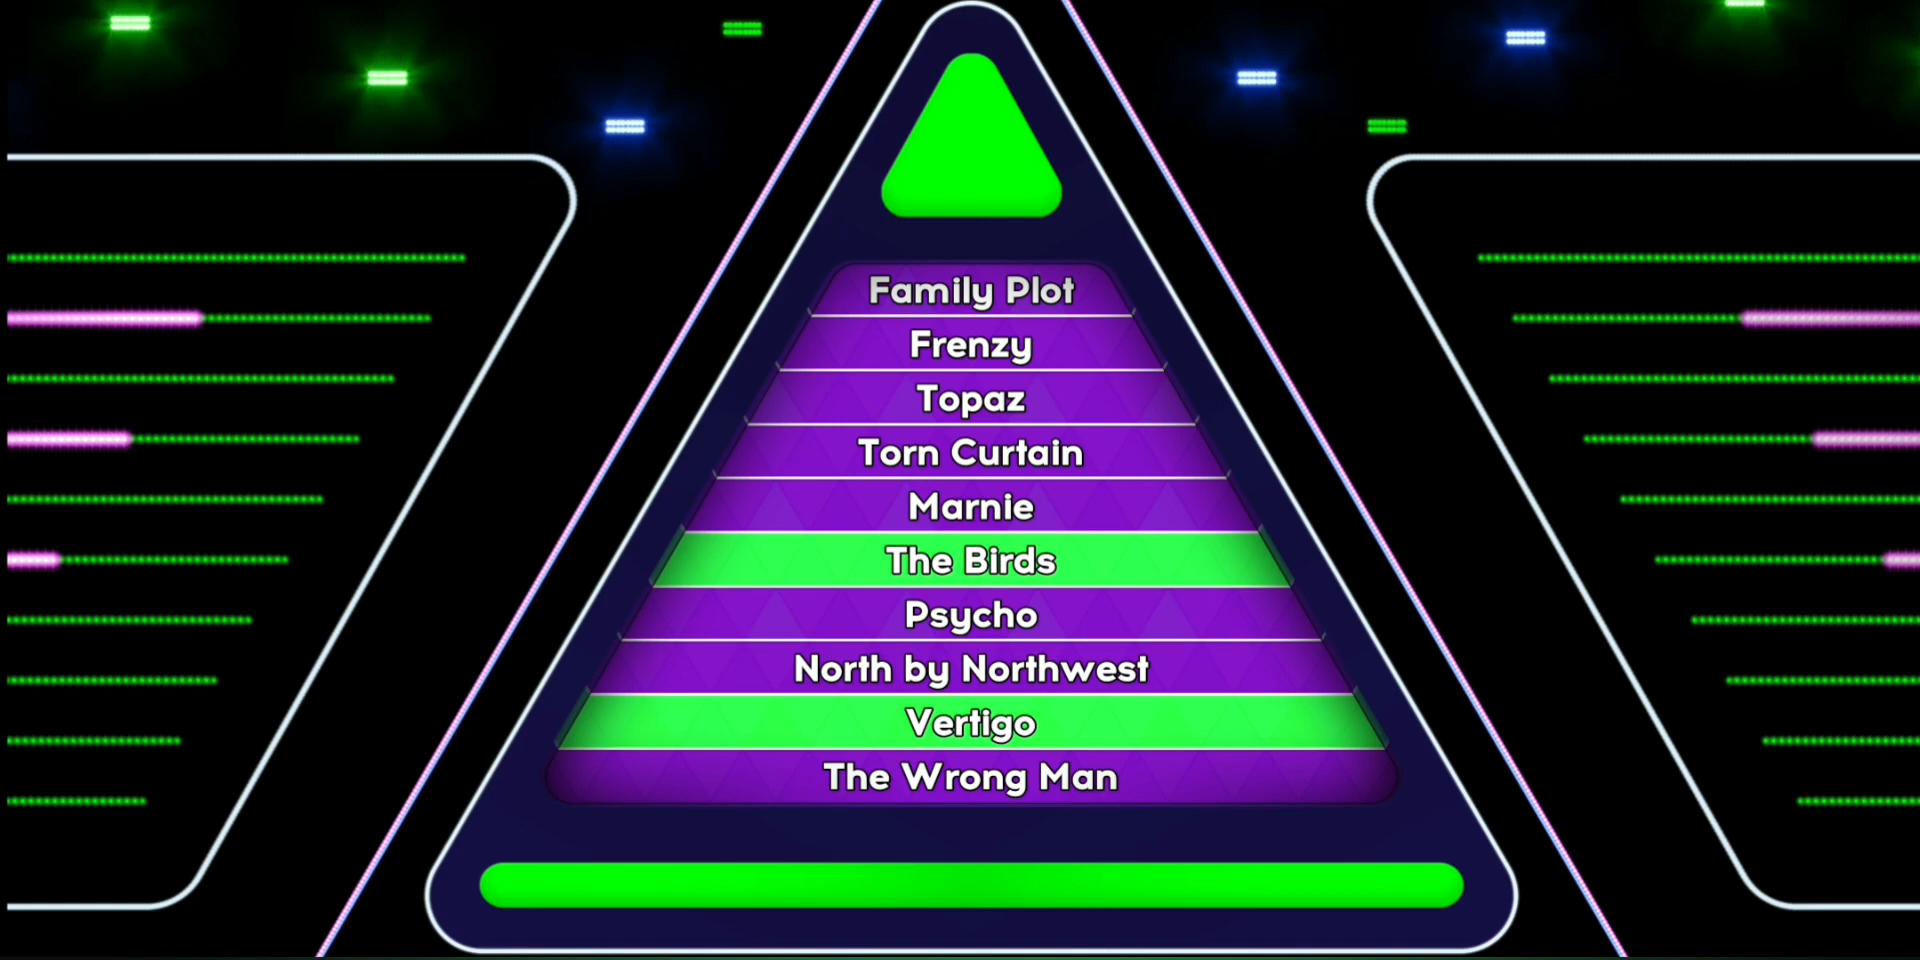 Family Plot
Frenzy
Topaz
Torn Curtain
Marnie
The Birds
Psycho
North by Northwest
Vertigo
The Wrong Man